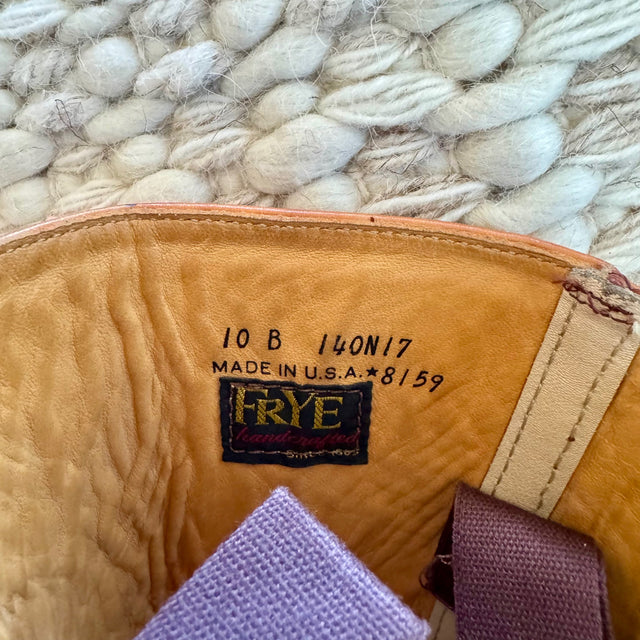 10 B 140N17
MADE IN U.S.A.★8159
FRYE
handcrafted